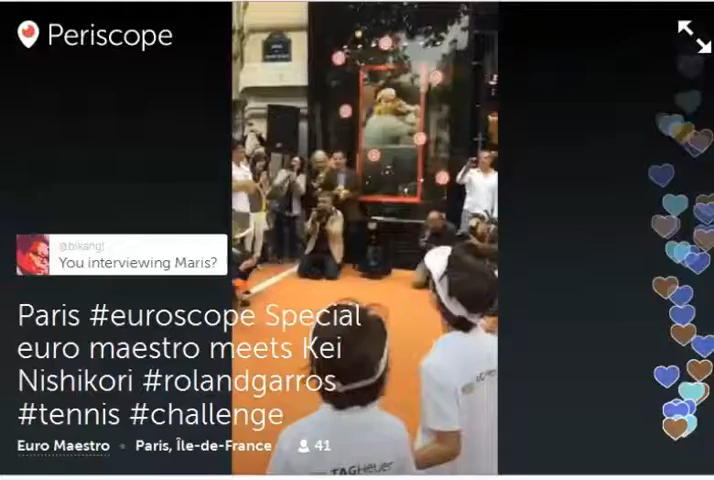 Periscope
@bikangt
You interviewing Maris?
Paris #euroscope Special
euro maestro meets Kei
Nishikori #rolandgarros
#tennis #challenge
Euro Maestro • Paris, Île-de-France 41
TAGHeuer